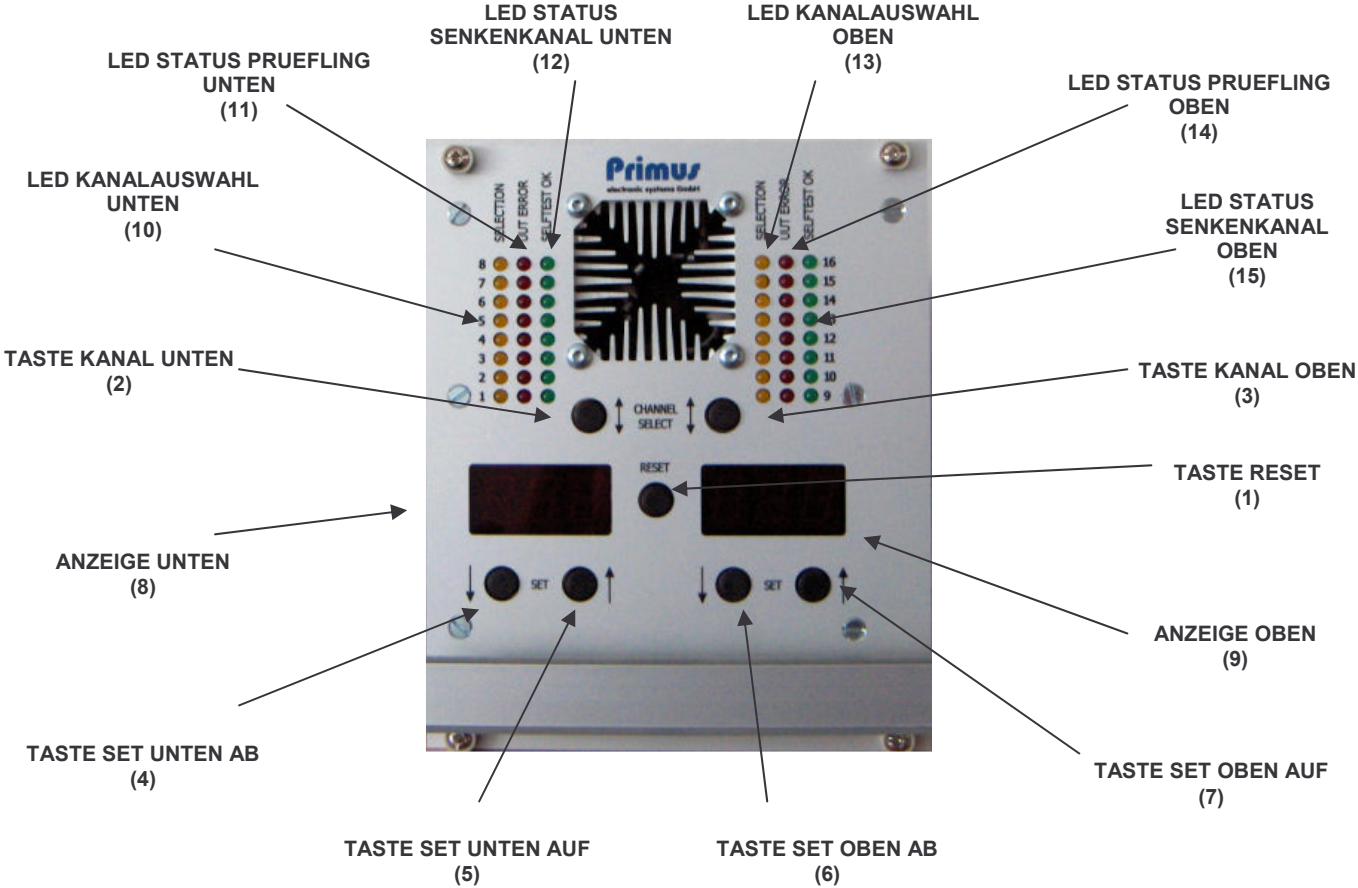 LED STATUS
SENKENKANAL UNTEN
(12)
LED KANALAUSWAHL
OBEN
(13)
LED STATUS PRUEFLING
UNTEN
(11)
LED STATUS PRUEFLING
OBEN
(14)
LED KANALAUSWAHL
UNTEN
(10)
LED STATUS
SENKENKANAL
OBEN
(15)
TASTE KANAL UNTEN
(2)
TASTE KANAL OBEN
(3)
TASTE RESET
(1)
ANZEIGE UNTEN
(8)
ANZEIGE OBEN
(9)
TASTE SET UNTEN AB
(4)
TASTE SET OBEN AUF
(7)
TASTE SET UNTEN AUF
(5)
TASTE SET OBEN AB
(6)
Primus
electronic systems GmbH
SELECTION
UUT ERROR
SELFTEST OK
SELECTION
UUT ERROR
SELFTEST OK
8
7
6
5
4
3
2
1
16
15
14
12
11
10
9
CHANNEL
SELECT
RESET
SET
SET